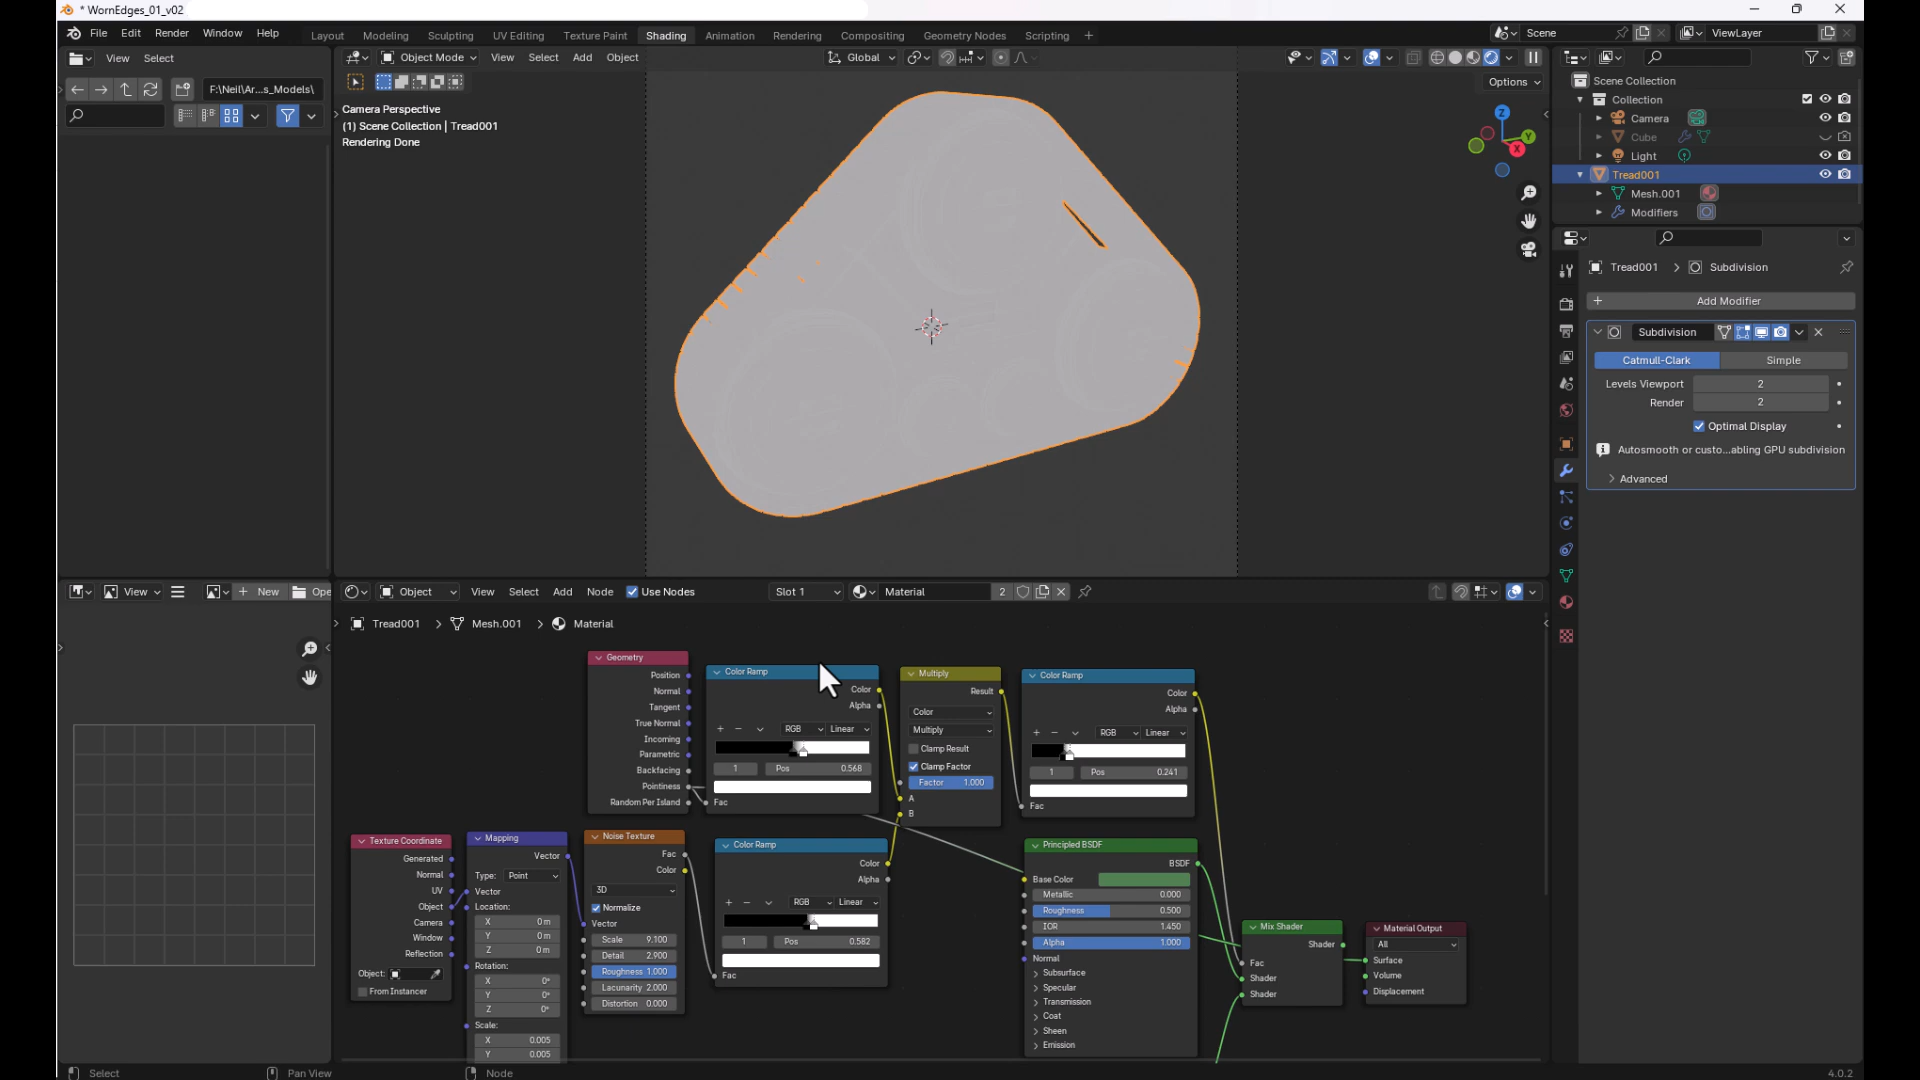 * WornEdges_01_v02
File Edit Render Window Help
Layout Modeling Sculpting UV Editing Texture Paint Shading Animation Rendering Compositing Geometry Nodes Scripting +
Scene
ViewLayer
View Select
Object Mode View Select Add Object
Global
F:\Neil\Ar...s_Models\
Options
Camera Perspective
(1) Scene Collection | Tread001
Rendering Done
Z
Y
X
Scene Collection
Collection
Camera
Cube
Light
Tread001
Mesh.001
Modifiers
Tread001 > Subdivision
+ Add Modifier
Subdivision
Catmull-Clark Simple
Levels Viewport 2
Render 2
Optimal Display
Autosmooth or custo...abling GPU subdivision
> Advanced
View
+ New Ope
Object View Select Add Node Use Nodes
Slot 1
Material 2
Tread001 > Mesh.001 > Material
Geometry
Position
Normal
Tangent
True Normal
Incoming
Parametric
Backfacing
Pointiness
Random Per Island
Color Ramp
Color
Alpha
+ − RGB Linear
1 Pos 0.568
Fac
Multiply
Result
Color
Multiply
Clamp Result
Clamp Factor
Factor 1.000
A
B
Color Ramp
Color
Alpha
+ − RGB Linear
1 Pos 0.241
Fac
Texture Coordinate
Generated
Normal
UV
Object
Camera
Window
Reflection
Object:
From Instancer
Mapping
Vector
Type: Point
Vector
Location:
X 0 m
Y 0 m
Z 0 m
Rotation:
X 0°
Y 0°
Z 0°
Scale:
X 0.005
Y 0.005
Noise Texture
Fac
Color
3D
Normalize
Vector
Scale 9.100
Detail 2.900
Roughness 1.000
Lacunarity 2.000
Distortion 0.000
Color Ramp
Color
Alpha
+ − RGB Linear
1 Pos 0.582
Fac
Principled BSDF
BSDF
Base Color
Metallic 0.000
Roughness 0.500
IOR 1.450
Alpha 1.000
Normal
> Subsurface
> Specular
> Transmission
> Coat
> Sheen
> Emission
Mix Shader
Shader
Fac
Shader
Shader
Material Output
All
Surface
Volume
Displacement
Select
Pan View
Node
4.0.2